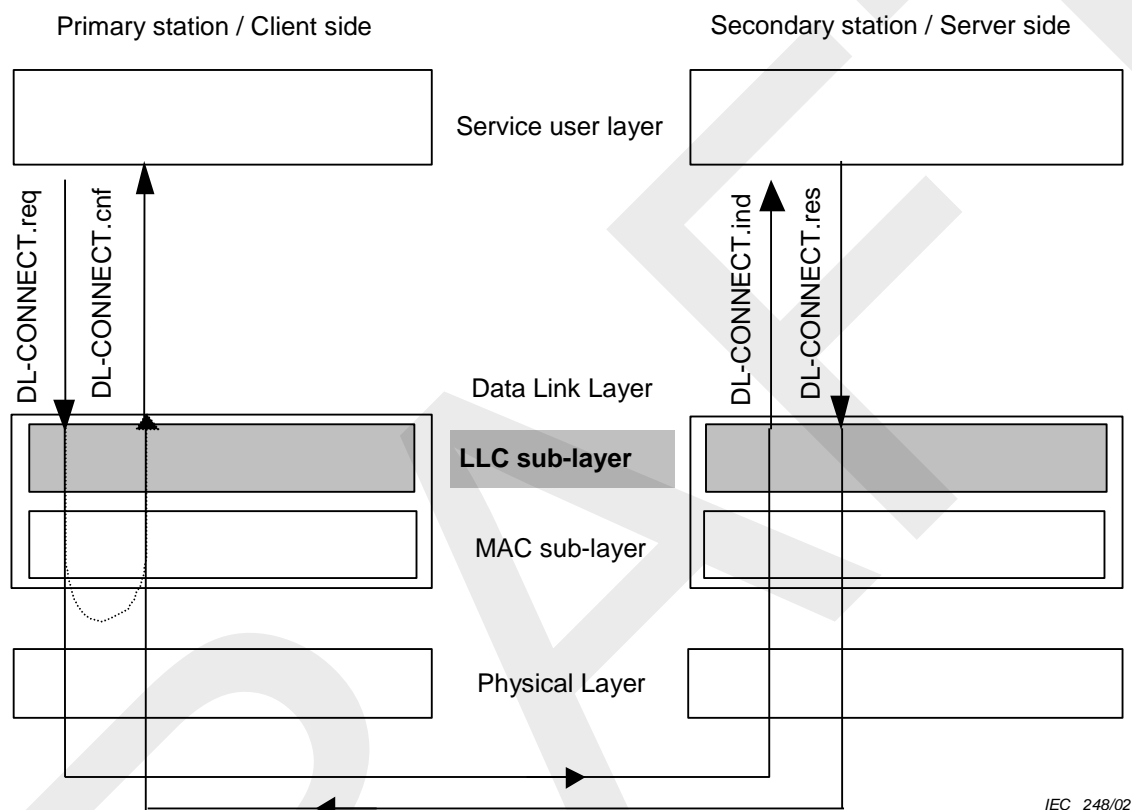 Primary station / Client side
Secondary station / Server side
Service user layer
DL-CONNECT.req
DL-CONNECT.cnf
DL-CONNECT.ind
DL-CONNECT.res
Data Link Layer
LLC sub-layer
MAC sub-layer
Physical Layer
IEC 248/02